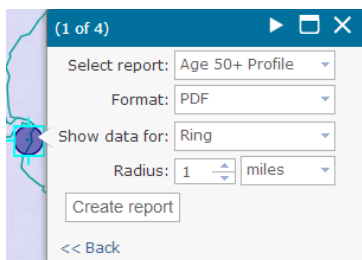 (1 of 4)
Select report: Age 50+ Profile
Format: PDF
Show data for: Ring
Radius: 1 miles
Create report
<< Back